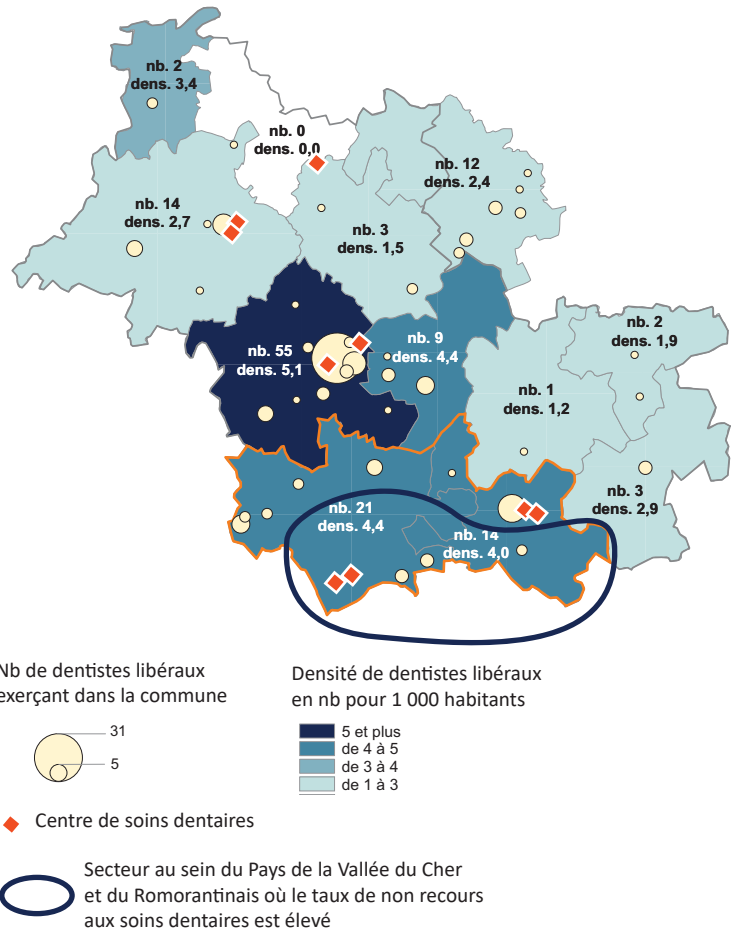 nb. 2
dens. 3,4
nb. 0
dens. 0,0
nb. 12
dens. 2,4
nb. 14
dens. 2,7
nb. 3
dens. 1,5
nb. 55
dens. 5,1
nb. 9
dens. 4,4
nb. 2
dens. 1,9
nb. 1
dens. 1,2
nb. 3
dens. 2,9
nb. 21
dens. 4,4
nb. 14
dens. 4,0
Nb de dentistes libéraux
exerçant dans la commune
31
5
Densité de dentistes libéraux
en nb pour 1 000 habitants
5 et plus
de 4 à 5
de 3 à 4
de 1 à 3
Centre de soins dentaires
Secteur au sein du Pays de la Vallée du Cher
et du Romorantinais où le taux de non recours
aux soins dentaires est élevé